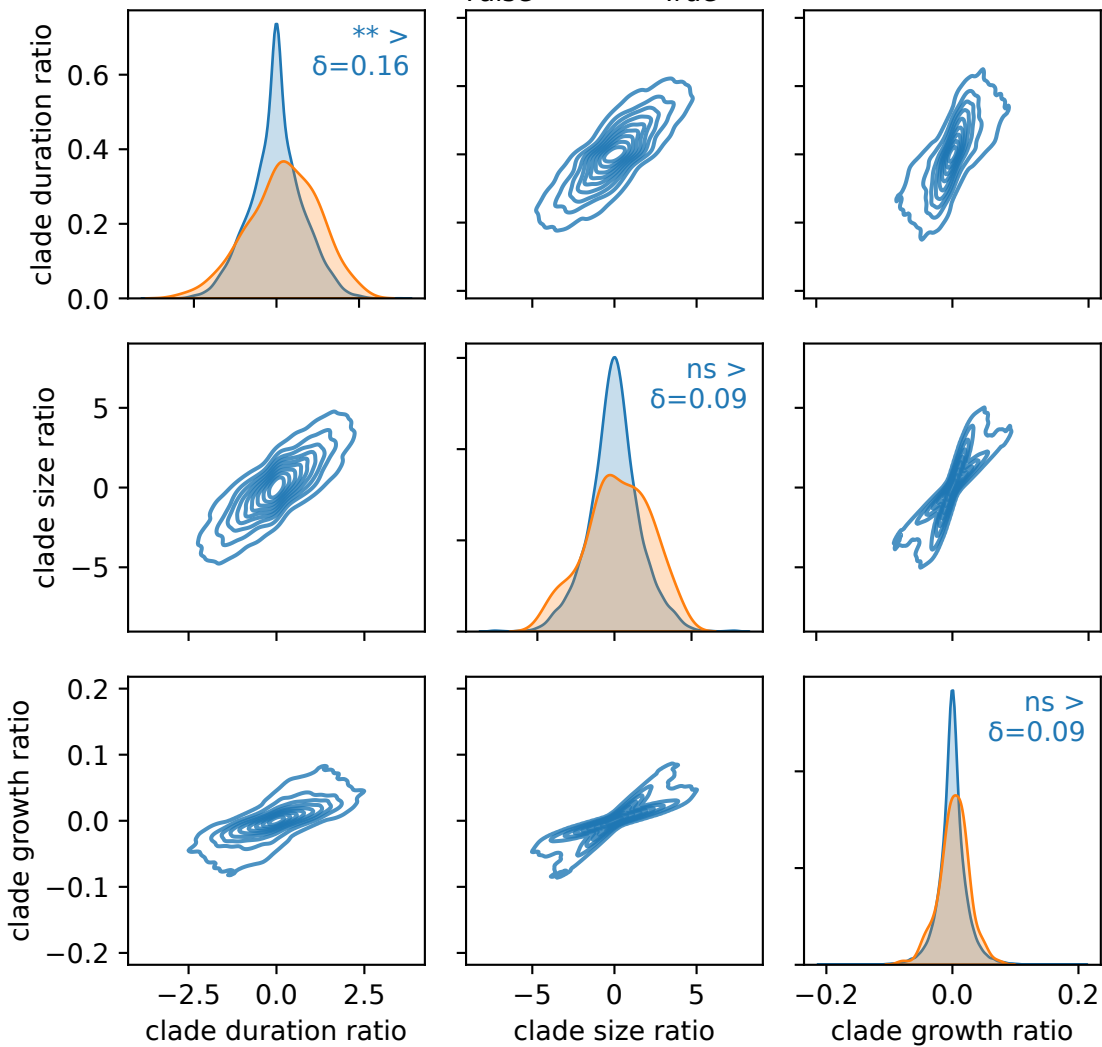 clade duration ratio
0.6
0.4
0.2
0.0
** >
δ=0.16
clade size ratio
5
0
−5
ns >
δ=0.09
clade growth ratio
0.2
0.1
0.0
−0.1
−0.2
ns >
δ=0.09
−2.5 0.0 2.5
clade duration ratio
−5 0 5
clade size ratio
−0.2 0.0 0.2
clade growth ratio